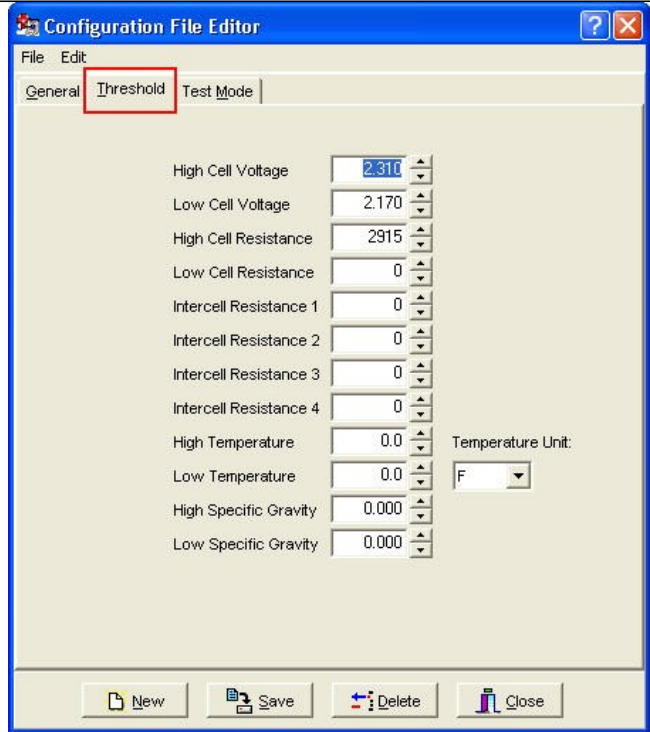 Configuration File Editor
File Edit
General Threshold Test Mode
High Cell Voltage 2.310
Low Cell Voltage 2.170
High Cell Resistance 2915
Low Cell Resistance 0
Intercell Resistance 1 0
Intercell Resistance 2 0
Intercell Resistance 3 0
Intercell Resistance 4 0
High Temperature 0.0 Temperature Unit:
Low Temperature 0.0 F
High Specific Gravity 0.000
Low Specific Gravity 0.000
New Save Delete Close